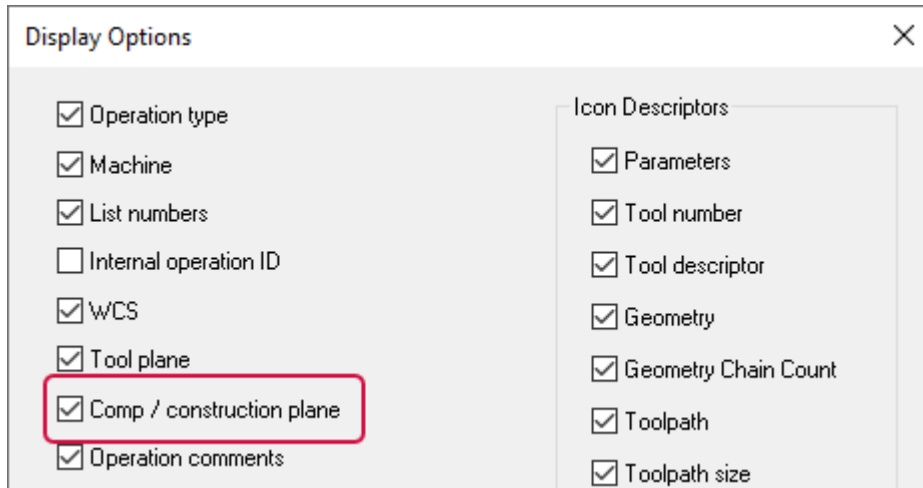 Display Options
Operation type
Machine
List numbers
Internal operation ID
WCS
Tool plane
Comp / construction plane
Operation comments
Icon Descriptors
Parameters
Tool number
Tool descriptor
Geometry
Geometry Chain Count
Toolpath
Toolpath size